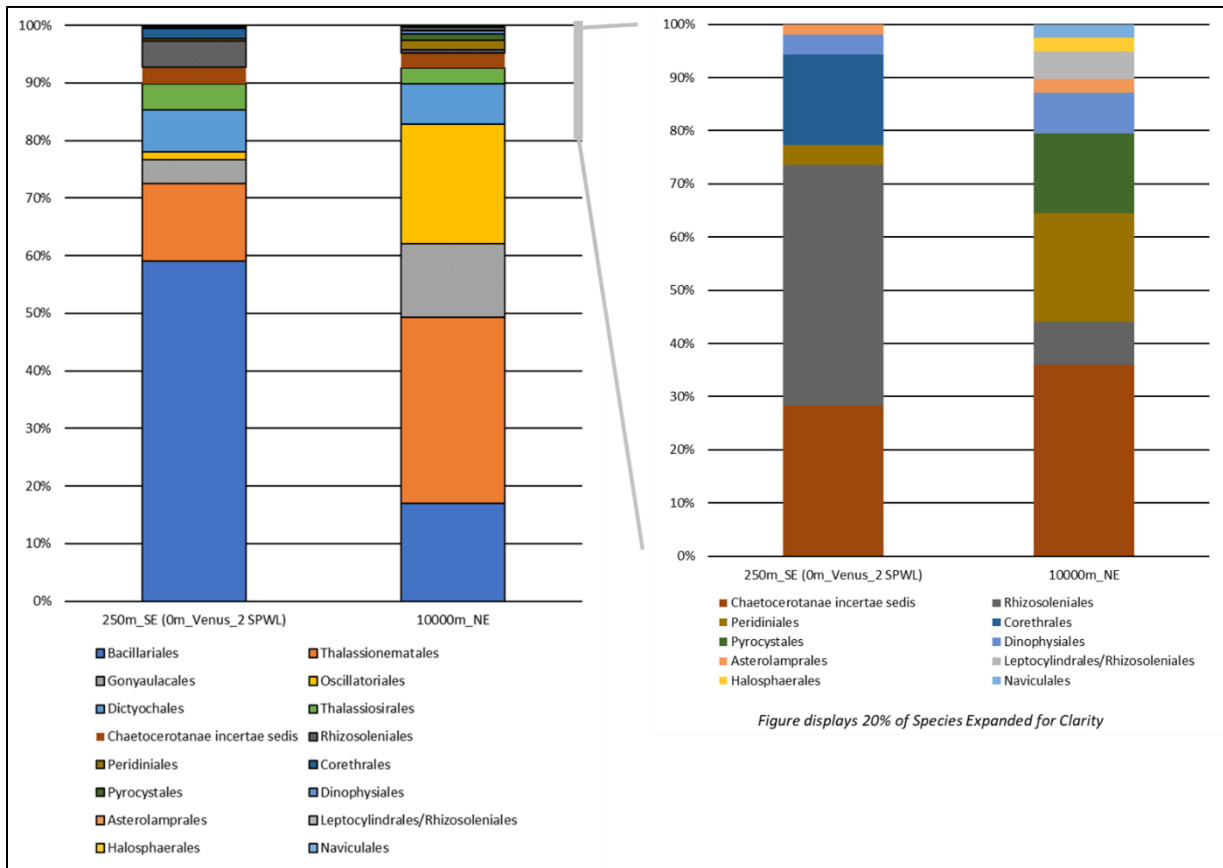 100%
90%
80%
70%
60%
50%
40%
30%
20%
10%
0%
250m_SE (0m_Venus_2 SPWL) 10000m_NE
Bacillariales Thalassionematales
Gonyaulacales Oscillatoriales
Dictyochales Thalassiosirales
Chaetocerotanae incertae sedis Rhizosoleniales
Peridiniales Corethrales
Pyrocystales Dinophysiales
Asterolamprales Leptocylindrales/Rhizosoleniales
Halosphaerales Naviculales
100%
90%
80%
70%
60%
50%
40%
30%
20%
10%
0%
250m_SE (0m_Venus_2 SPWL) 10000m_NE
Chaetocerotanae incertae sedis Rhizosoleniales
Peridiniales Corethrales
Pyrocystales Dinophysiales
Asterolamprales Leptocylindrales/Rhizosoleniales
Halosphaerales Naviculales
Figure displays 20% of Species Expanded for Clarity